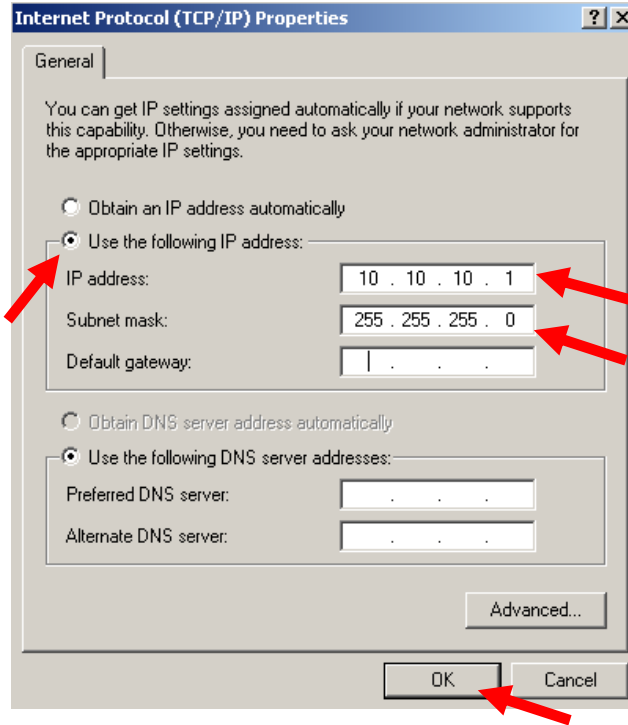 Internet Protocol (TCP/IP) Properties
General
You can get IP settings assigned automatically if your network supports
this capability. Otherwise, you need to ask your network administrator for
the appropriate IP settings.
Obtain an IP address automatically
Use the following IP address:
IP address: 10 . 10 . 10 . 1
Subnet mask: 255 . 255 . 255 . 0
Default gateway: . . .
Obtain DNS server address automatically
Use the following DNS server addresses:
Preferred DNS server: . . .
Alternate DNS server: . . .
Advanced...
OK Cancel